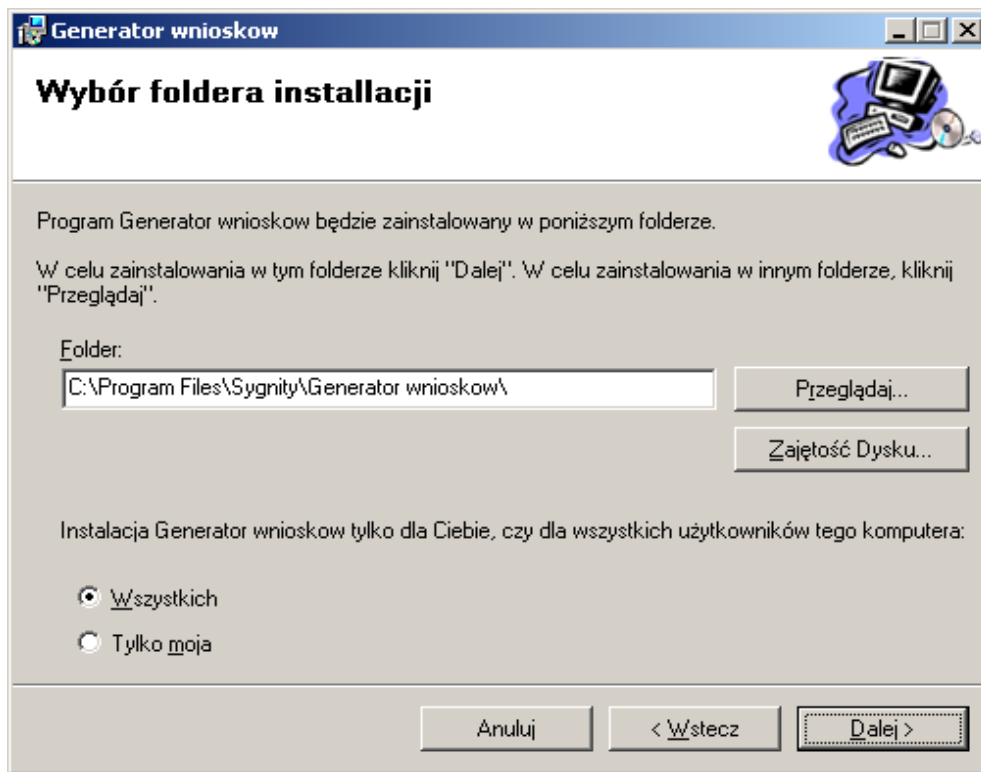 Generator wnioskow
Wybór foldera installacji
Program Generator wnioskow będzie zainstalowany w poniższym folderze.
W celu zainstalowania w tym folderze kliknij "Dalej". W celu zainstalowania w innym folderze, kliknij
"Przeglądaj".
Folder:
C:\Program Files\Sygnity\Generator wnioskow\
Przeglądaj...
Zajętość Dysku...
Instalacja Generator wnioskow tylko dla Ciebie, czy dla wszystkich użytkowników tego komputera:
Wszystkich
Tylko moja
Anuluj
< Wstecz
Dalej >